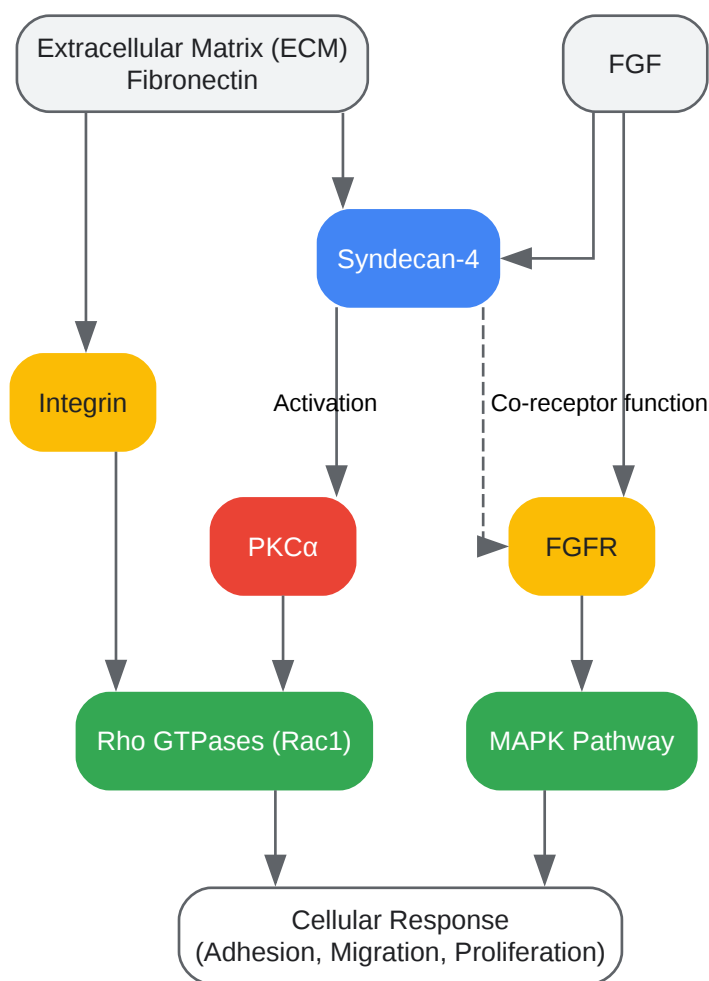 Extracellular Matrix (ECM)
Fibronectin
FGF
Syndecan-4
Integrin
Activation
Co-receptor function
PKCα
FGFR
Rho GTPases (Rac1)
MAPK Pathway
Cellular Response
(Adhesion, Migration, Proliferation)